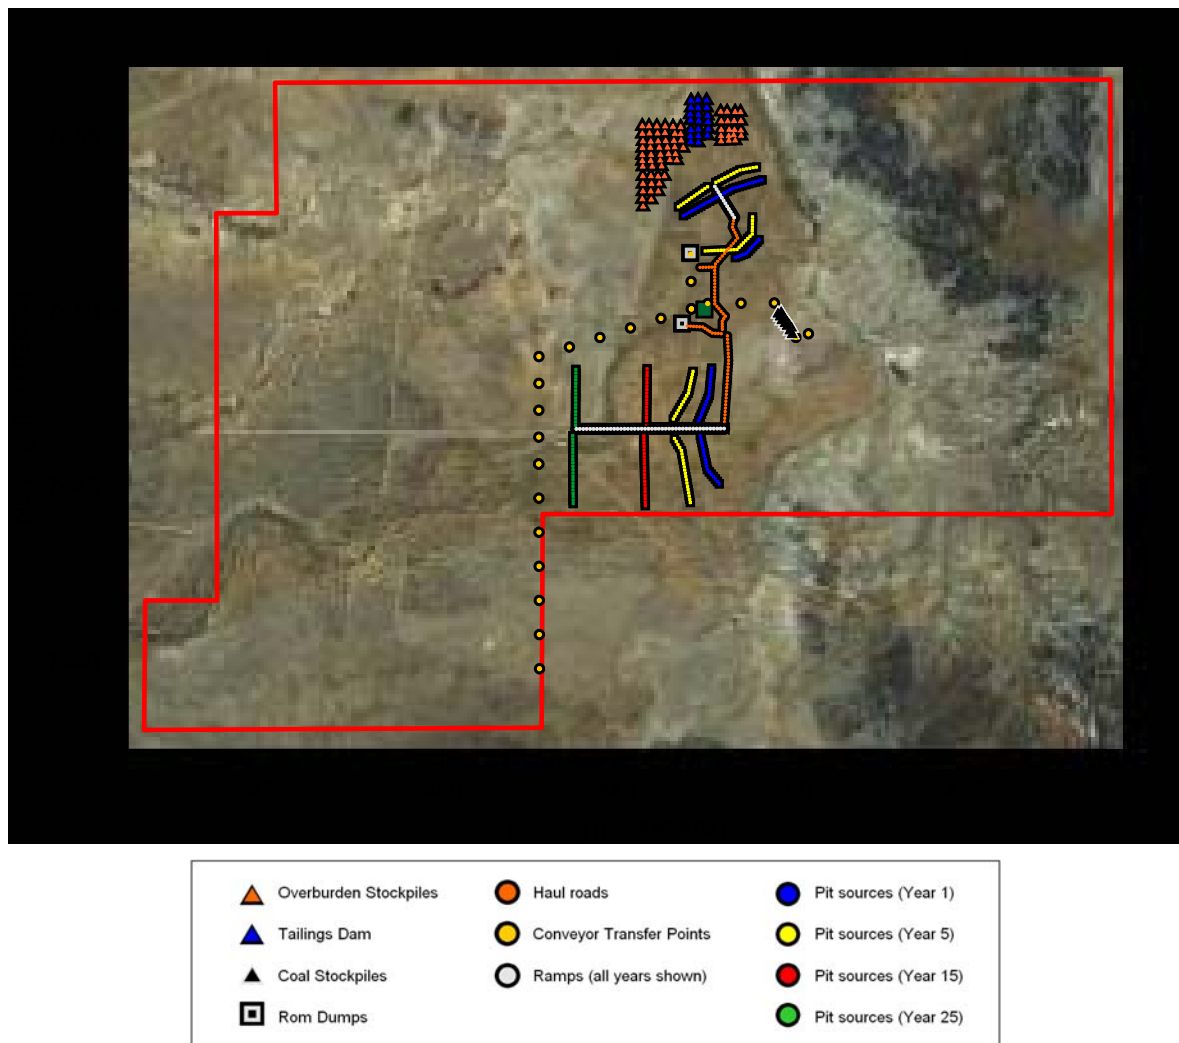 Overburden Stockpiles
Haul roads
Pit sources (Year 1)
Tailings Dam
Conveyor Transfer Points
Pit sources (Year 5)
Coal Stockpiles
Ramps (all years shown)
Pit sources (Year 15)
Rom Dumps
Pit sources (Year 25)